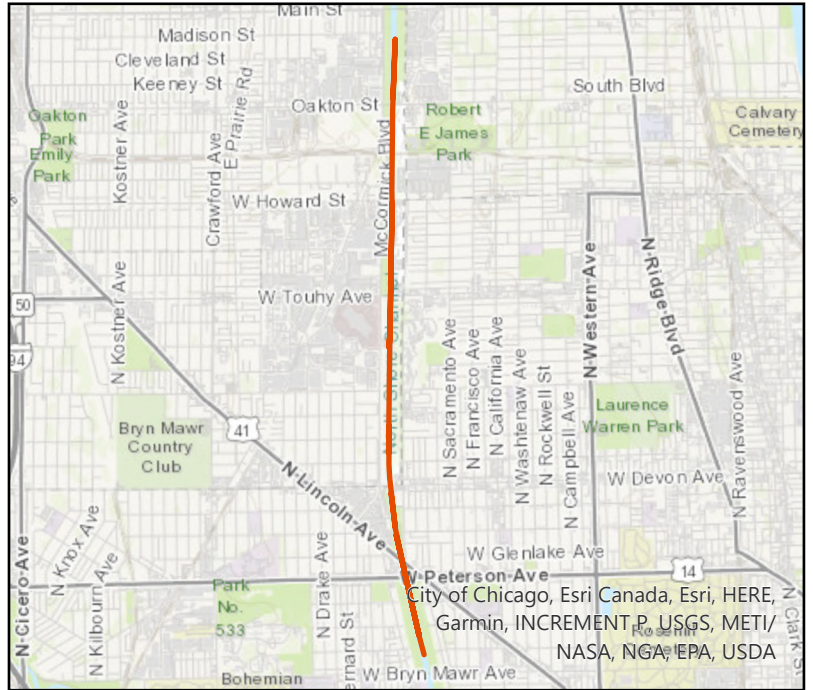 Main St
Madison St
Cleveland St
Keeney St
South Blvd
Oakton St
Oakton
Park
Emily
Park
Robert
E James
Park
Calvary
Cemetery
Kostner Ave
E Prairie Rd
Crawford Ave
McCormick Blvd
W Howard St
N Western Ave
N Ridge Blvd
W Touhy Ave
North Shore Channel
50
94
N Kostner Ave
N Sacramento Ave
N Francisco Ave
N California Ave
N Washtenaw Ave
N Rockwell St
N Campbell Ave
N Ravenswood Ave
Laurence
Warren Park
Bryn Mawr
Country
Club
41
N Lincoln Ave
W Devon Ave
N Cicero Ave
N Knox Ave
N Kilbourn Ave
N Drake Ave
W Glenlake Ave
W Peterson Ave
14
Park
No.
533
ernard St
N Clark S
City of Chicago, Esri Canada, Esri, HERE,
Garmin, INCREMENT P, USGS, METI/
NASA, NGA, EPA, USDA
W Bryn Mawr Ave
Bohemian